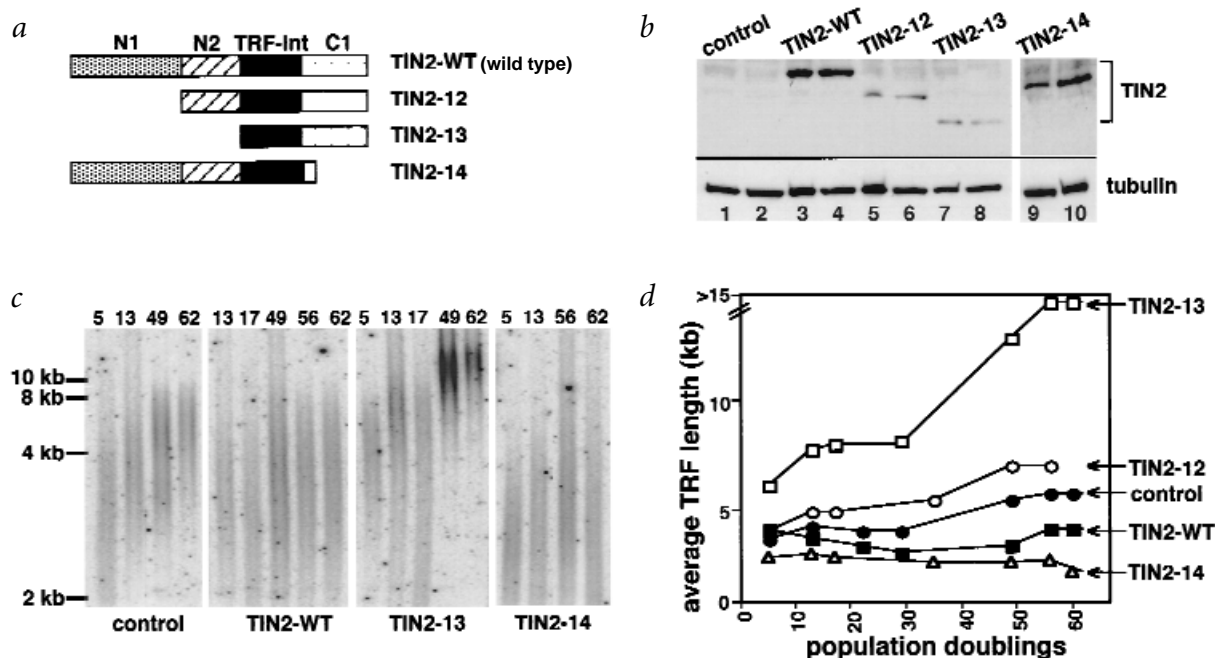 a
N1 N2 TRF-Int C1
TIN2-WT (wild type)
TIN2-12
TIN2-13
TIN2-14
b
control TIN2-WT TIN2-12 TIN2-13 TIN2-14
TIN2
tubulin
1 2 3 4 5 6 7 8 9 10
c
5 13 49 62 13 17 49 56 62 5 13 17 49 62 5 13 56 62
10 kb
8 kb
4 kb
2 kb
control TIN2-WT TIN2-13 TIN2-14
d
>15
10
5
0
average TRF length (kb)
0 10 20 30 40 50 60
population doublings
TIN2-13
TIN2-12
control
TIN2-WT
TIN2-14